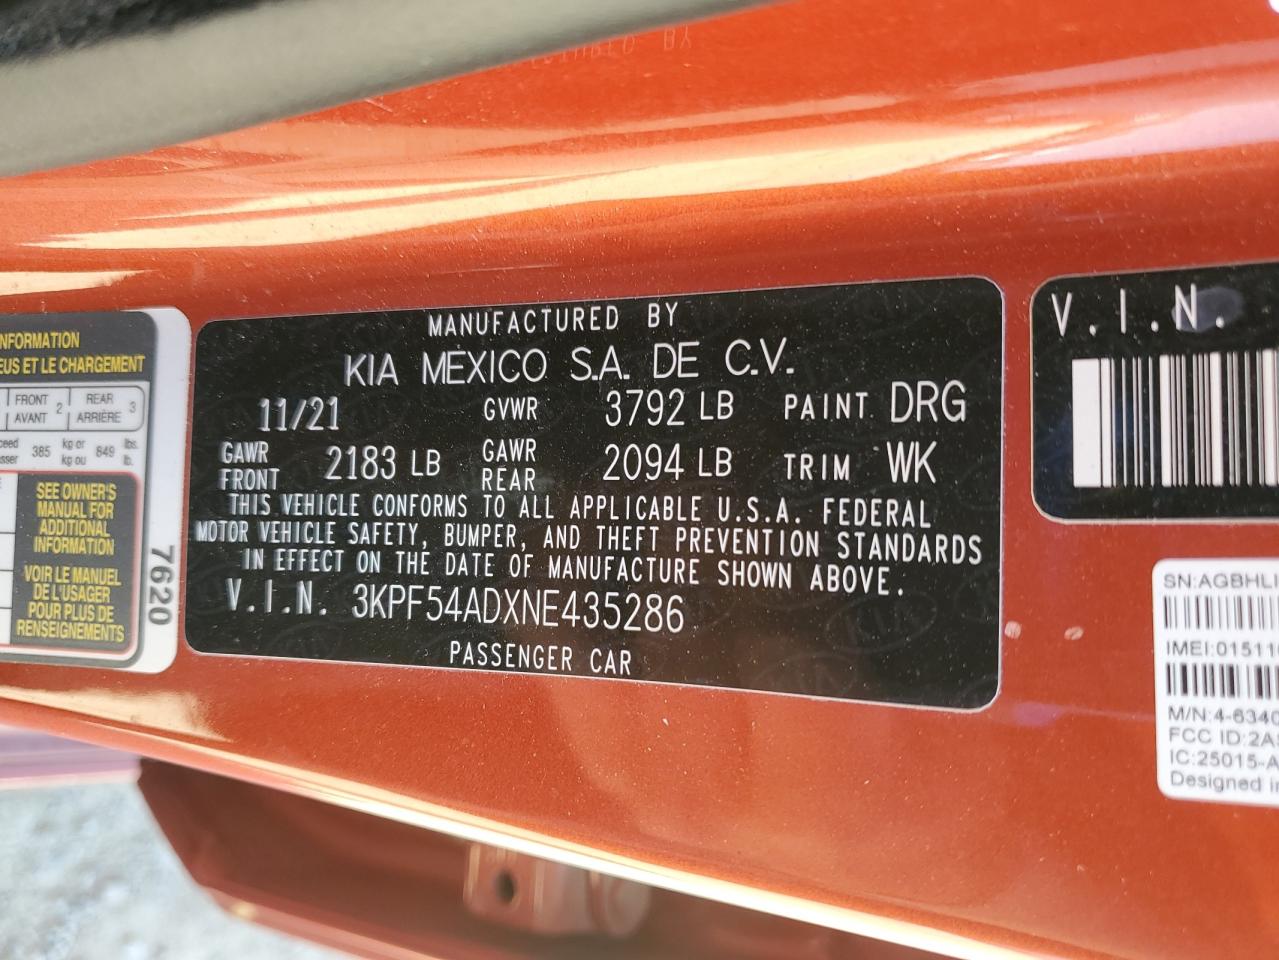 INFORMATION
EUS ET LE CHARGEMENT
FRONT 2 REAR 3
AVANT ARRIÈRE
385 kg or 849 lbs.
kg ou lb.
SEE OWNER'S
MANUAL FOR
ADDITIONAL
INFORMATION
VOIR LE MANUEL
DE L'USAGER
POUR PLUS DE
RENSEIGNEMENTS
7620
MANUFACTURED BY
KIA MEXICO S.A. DE C.V.
11/21 GVWR 3792 LB PAINT DRG
GAWR FRONT 2183 LB GAWR REAR 2094 LB TRIM WK
THIS VEHICLE CONFORMS TO ALL APPLICABLE U.S.A. FEDERAL
MOTOR VEHICLE SAFETY, BUMPER, AND THEFT PREVENTION STANDARDS
IN EFFECT ON THE DATE OF MANUFACTURE SHOWN ABOVE.
V.I.N. 3KPF54ADXNE435286
PASSENGER CAR
V.I.N.
SN:AGBHL
IMEI:01511
M/N:4-6340
FCC ID:2A
IC:25015-A
Designed in